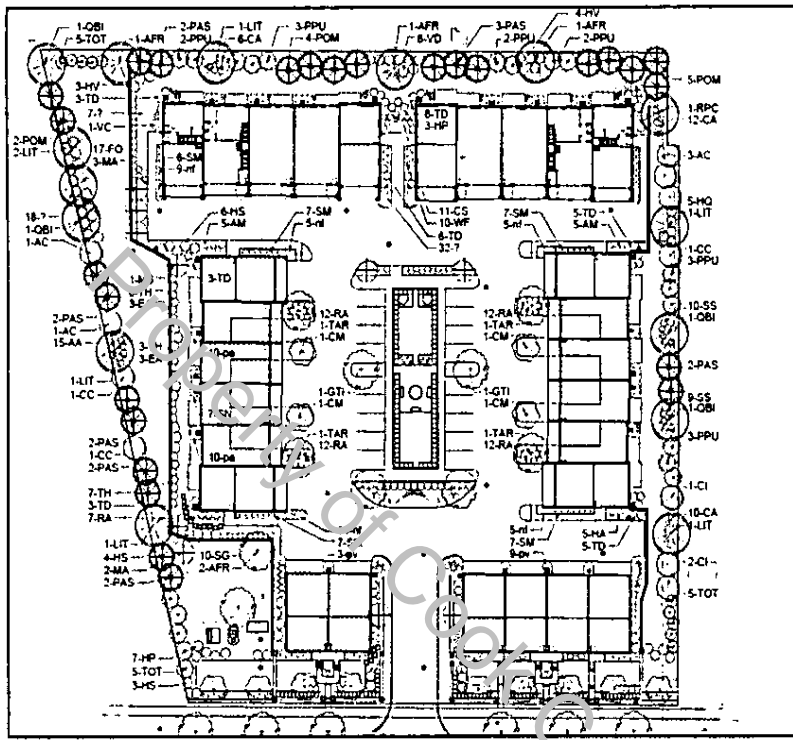 1-QBI
5-TOT
1-AFR
2-PAS
2-PPU
1-LIT
6-CA
3-PPU
4-POM
1-AFR
6-VD
3-PAS
2-PPU
4-HV
1-AFR
2-PPU
3-HV
3-TD
7-?
1-VC
2-POM
2-LIT
17-FO
3-MA
6-SM
9-nf
6-TD
3-HP
5-POM
1-RPC
12-CA
3-AC
5-HQ
1-LIT
18-?
1-QBI
1-AC
6-HS
5-AM
7-SM
5-nf
11-CS
10-WF
6-TD
32-?
7-SM
5-nf
5-TD
5-AM
1-CC
3-PPU
3-TD
10-SS
1-QBI
2-PAS
1-AC
15-AA
12-RA
1-TAR
1-CM
12-RA
1-TAR
1-CM
10-pa
2-PAS
1-LIT
1-CC
1-GTI
1-CM
9-SS
1-QBI
3-PPU
2-PAS
1-CC
2-PAS
10-pa
1-TAR
12-RA
1-CI
7-TH
3-TD
7-RA
5-nf
7-SM
9-pv
5-HA
5-TD
10-CA
1-LIT
1-LIT
4-HS
2-MA
2-PAS
10-SG
2-AFR
2-CI
5-TOT
7-HP
5-TOT
3-HS
Property of Cook C